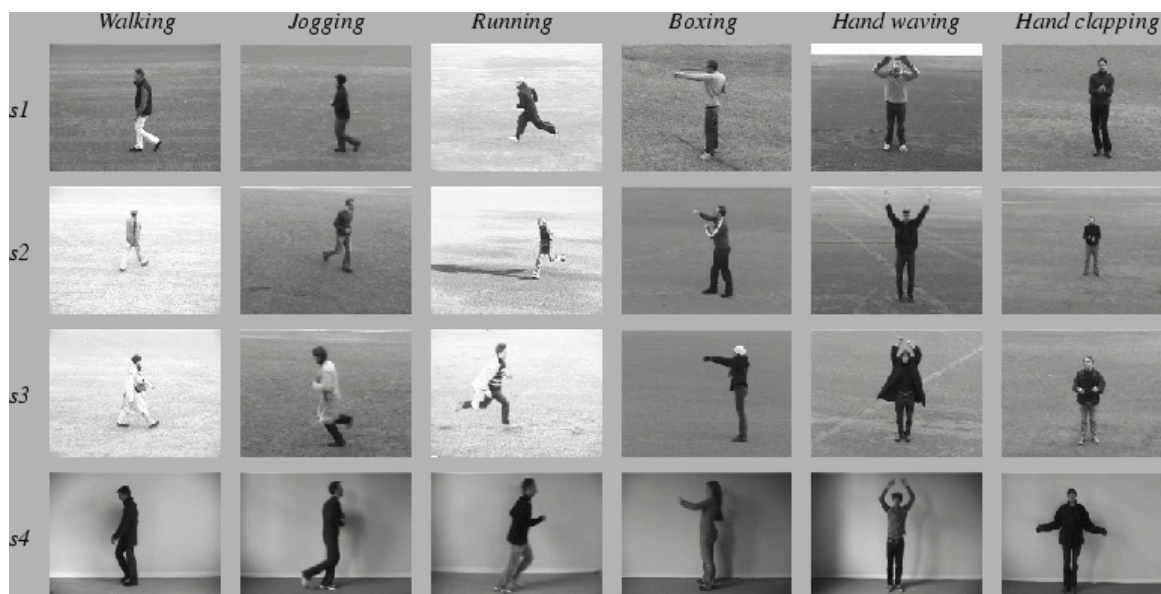 Walking Jogging Running Boxing Hand waving Hand clapping
s1
s2
s3
s4